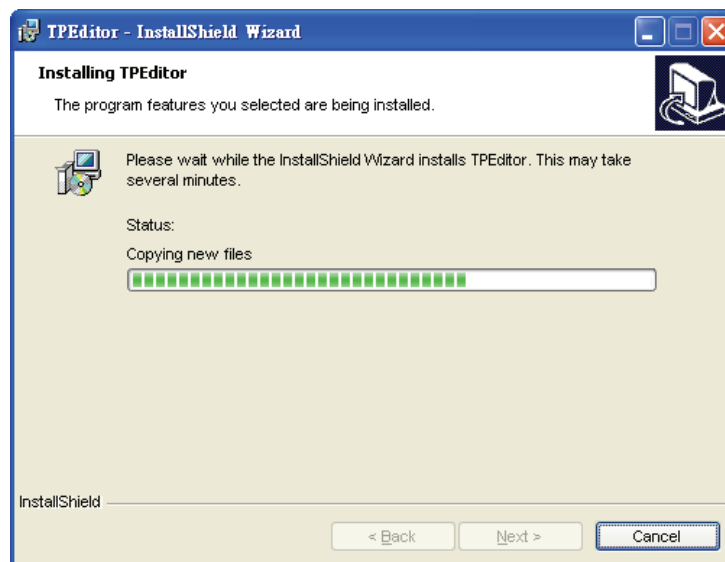 TPEditor - InstallShield Wizard
Installing TPEditor
The program features you selected are being installed.
Please wait while the InstallShield Wizard installs TPEditor. This may take
several minutes.
Status:
Copying new files
InstallShield
< Back Next > Cancel